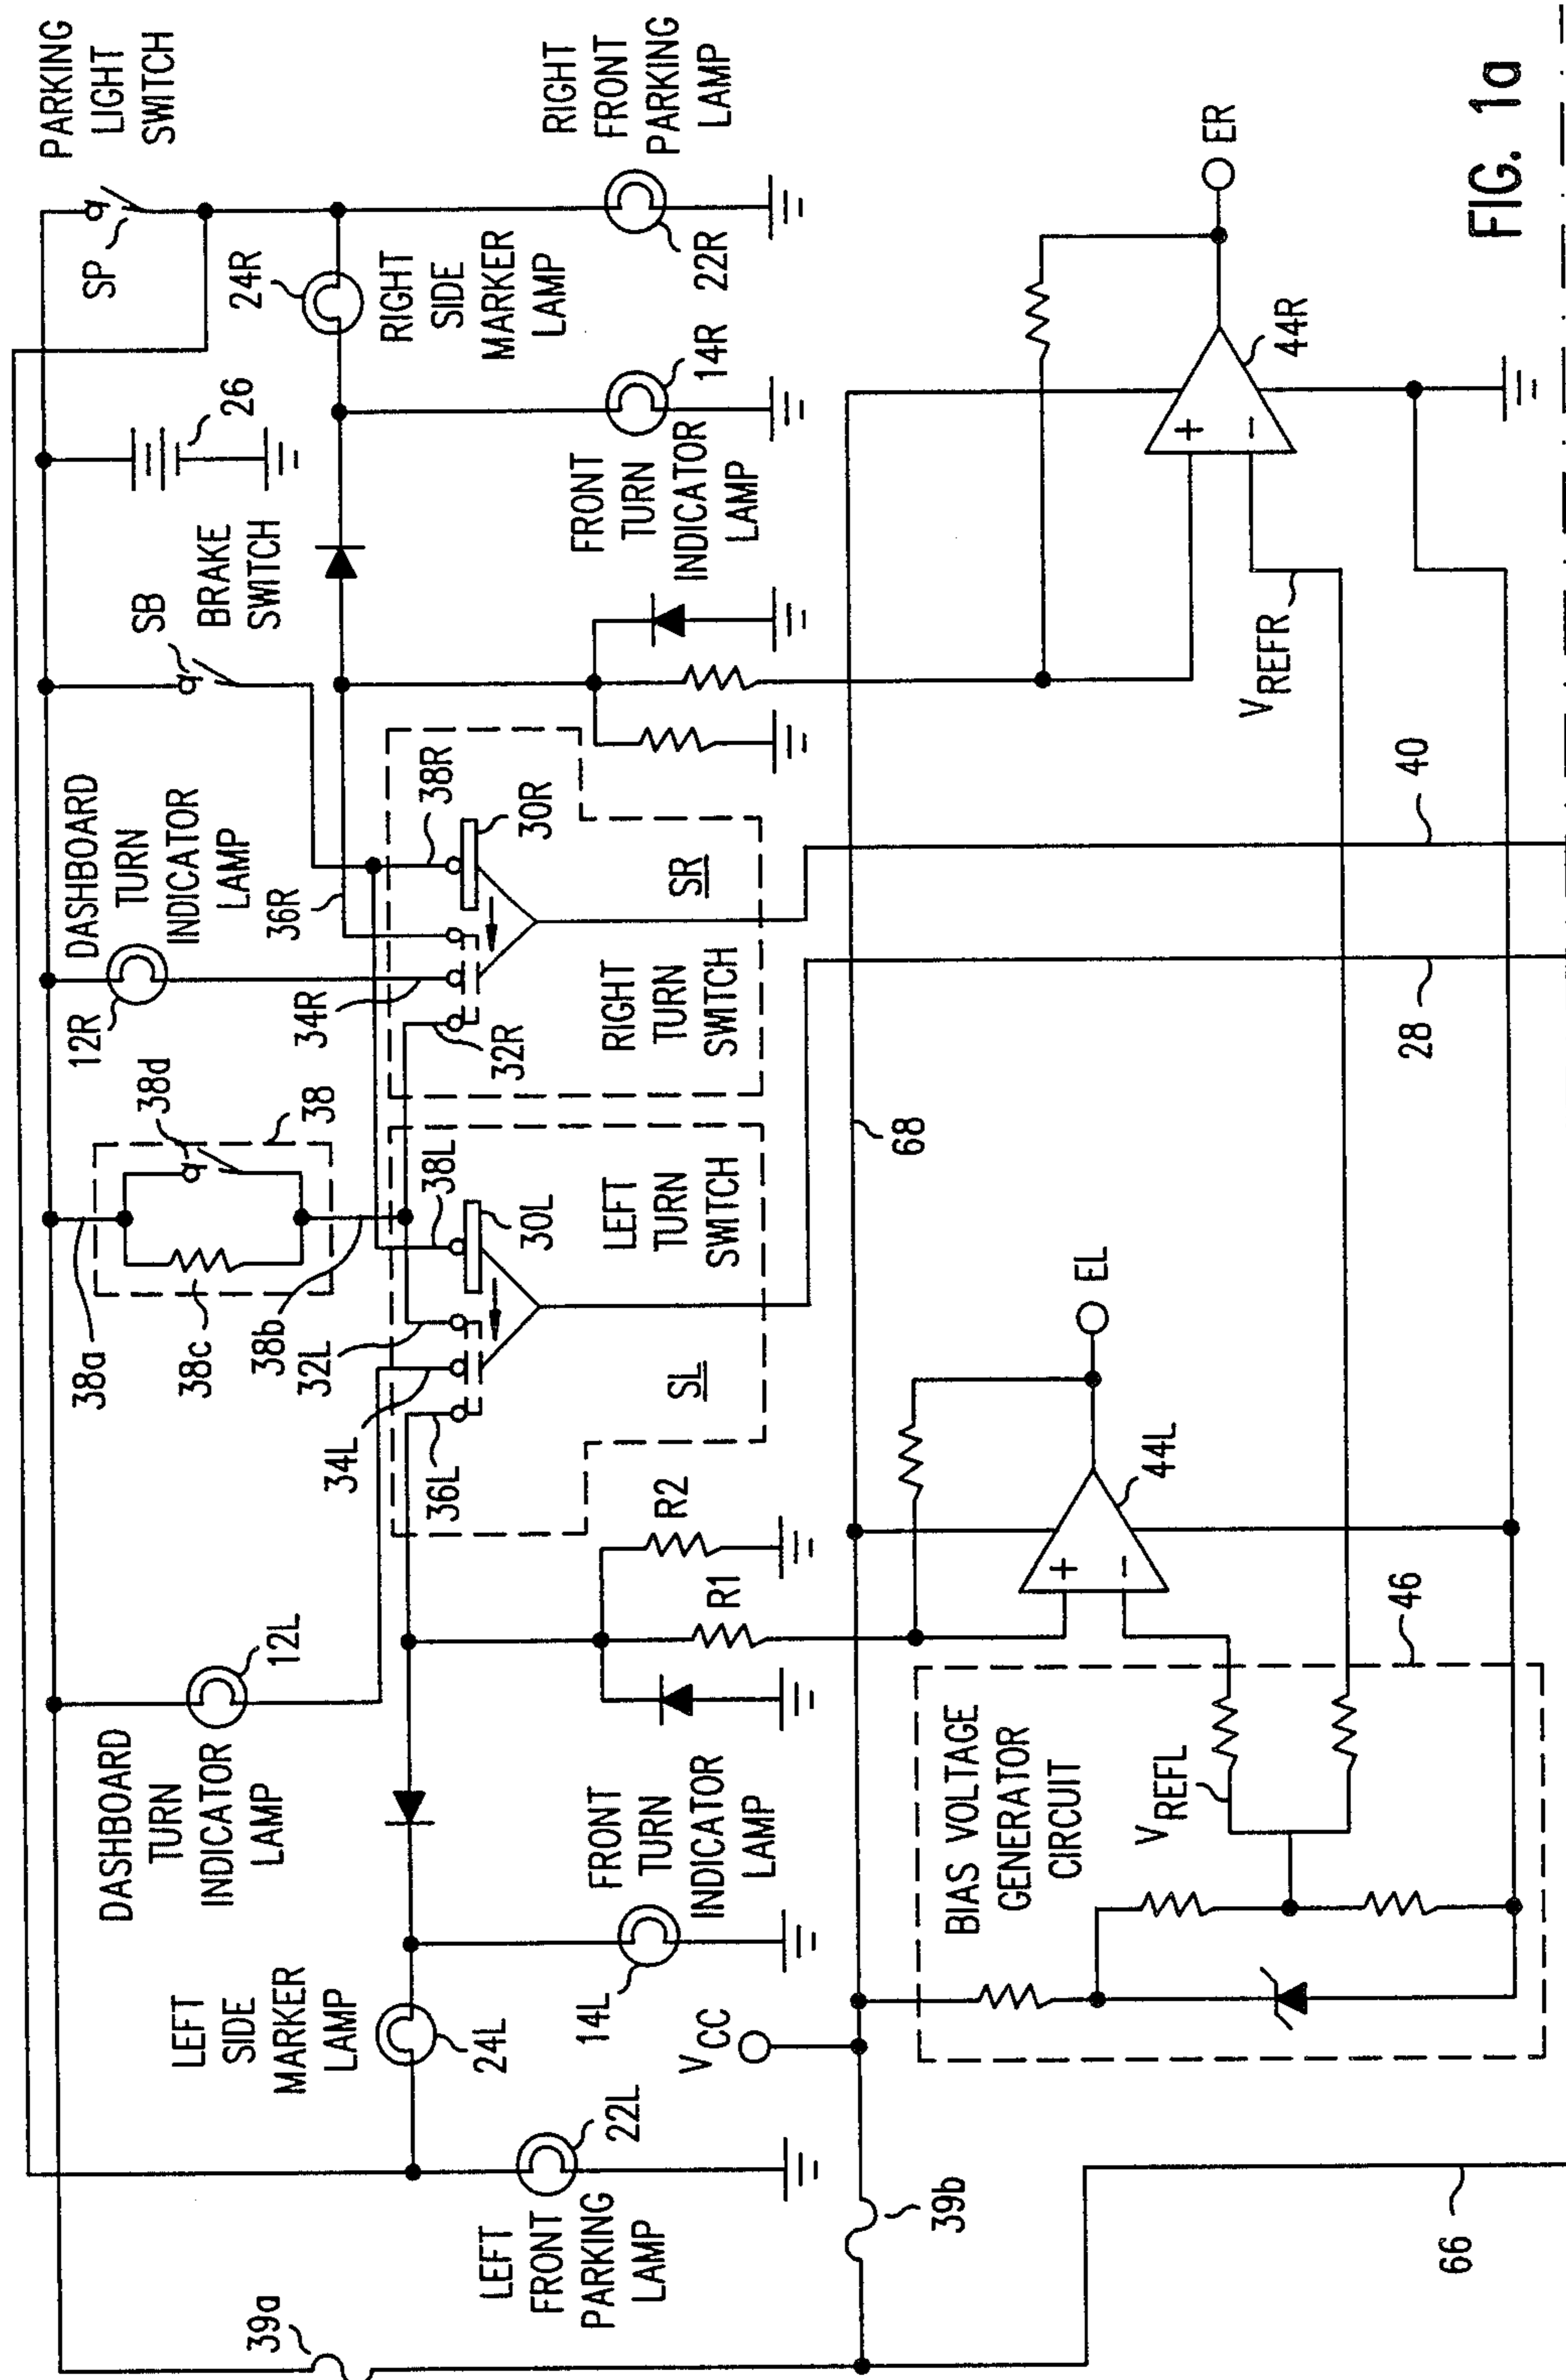 PARKING
LIGHT
SWITCH
SP
24R
RIGHT
SIDE
MARKER
LAMP
RIGHT
FRONT
PARKING
LAMP
22R
26
14R
FRONT
TURN
INDICATOR
LAMP
SB
BRAKE
SWITCH
DASHBOARD
TURN
INDICATOR
LAMP
12R
36R
34R
32R
38R
30R
SR
RIGHT
TURN
SWITCH
38d
38
38a
38c
38b
32L
34L
36L
38L
30L
SL
LEFT
TURN
SWITCH
12L
DASHBOARD
TURN
INDICATOR
LAMP
R2
R1
FRONT
TURN
INDICATOR
LAMP
14L
LEFT
SIDE
MARKER
LAMP
24L
22L
LEFT
FRONT
PARKING
LAMP
39a
39b
VCC
68
ER
44R
+
−
VREFR
40
28
EL
44L
+
−
46
BIAS VOLTAGE
GENERATOR
CIRCUIT
VREFL
66
FIG. 1a